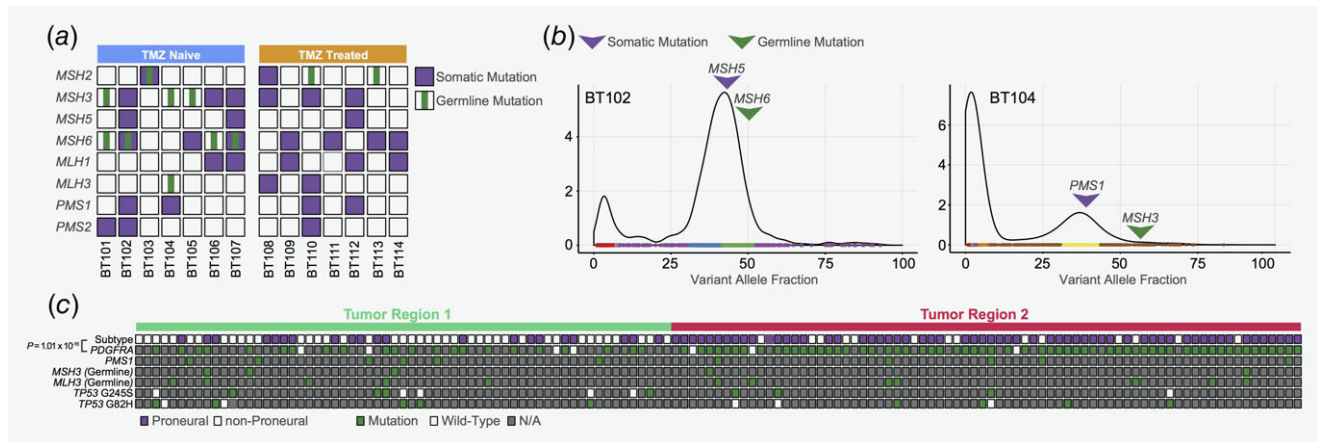 (a)
TMZ Naive
TMZ Treated
MSH2
MSH3
MSH5
MSH6
MLH1
MLH3
PMS1
PMS2
BT101
BT102
BT103
BT104
BT105
BT106
BT107
BT108
BT109
BT110
BT111
BT112
BT113
BT114
Somatic Mutation
Germline Mutation
(b)
Somatic Mutation
Germline Mutation
BT102
MSH5
MSH6
4
2
0
0
25
50
75
100
Variant Allele Fraction
BT104
PMS1
MSH3
6
4
2
0
0
25
50
75
100
Variant Allele Fraction
(c)
Tumor Region 1
Tumor Region 2
Subtype
PDGFRA
PMS1
MSH3 (Germline)
MLH3 (Germline)
TP53 G245S
TP53 G82H
Proneural
non-Proneural
Mutation
Wild-Type
N/A